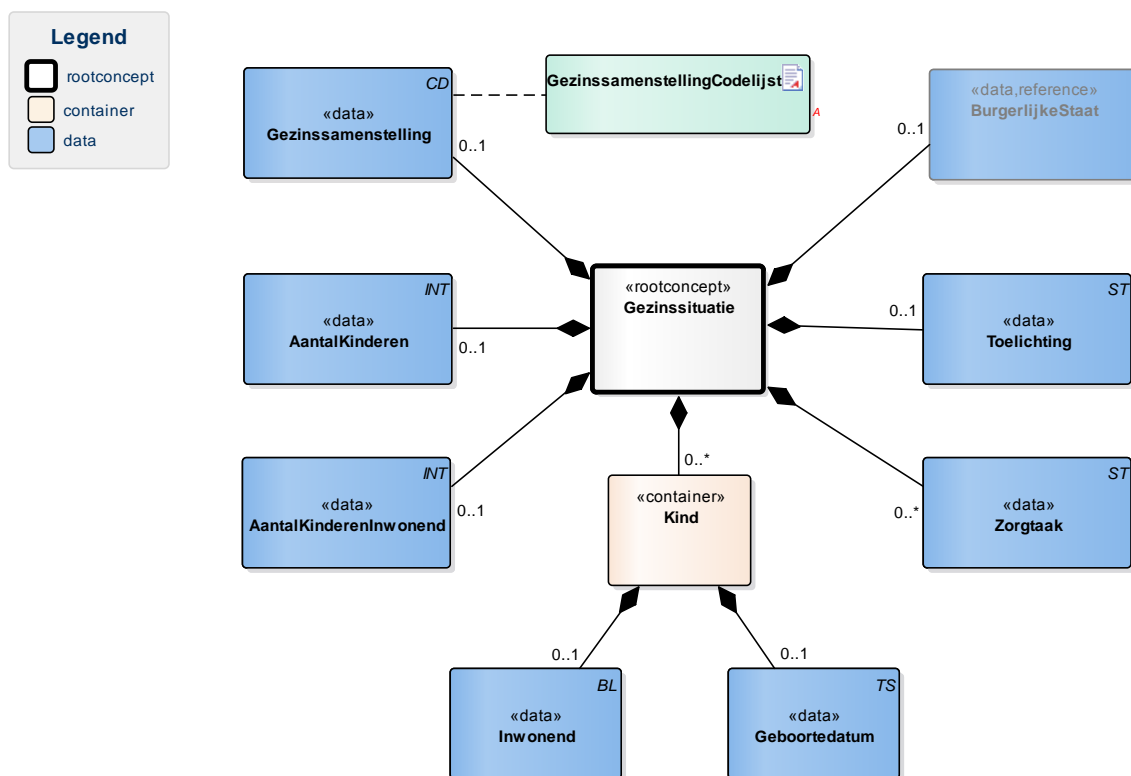 Legend
rootconcept
container
data
CD
«data»
Gezinssamenstelling
0..1
GezinssamenstellingCodelijst
A
«data,reference»
BurgerlijkeStaat
0..1
INT
«data»
AantalKinderen
0..1
«rootconcept»
Gezinssituatie
ST
«data»
Toelichting
0..1
INT
«data»
AantalKinderenInwonend
0..1
0..*
«container»
Kind
ST
«data»
Zorgtaak
0..*
0..1
0..1
BL
«data»
Inwonend
TS
«data»
Geboortedatum